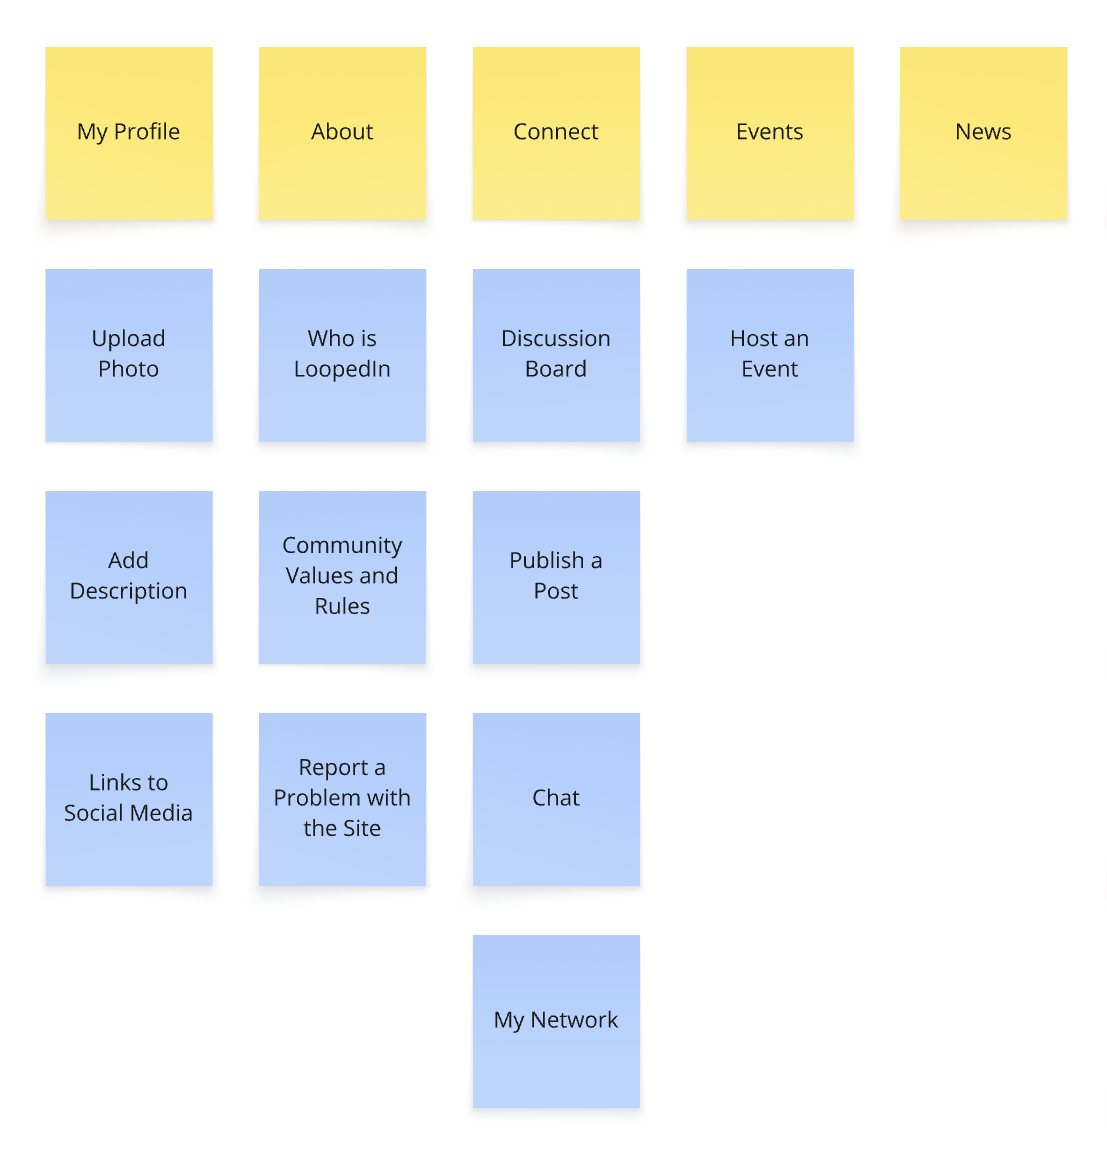 My Profile
About
Connect
Events
News
Upload
Photo
Who is
LoopedIn
Discussion
Board
Host an
Event
Add
Description
Community
Values and
Rules
Publish a
Post
Links to
Social Media
Report a
Problem with
the Site
Chat
My Network